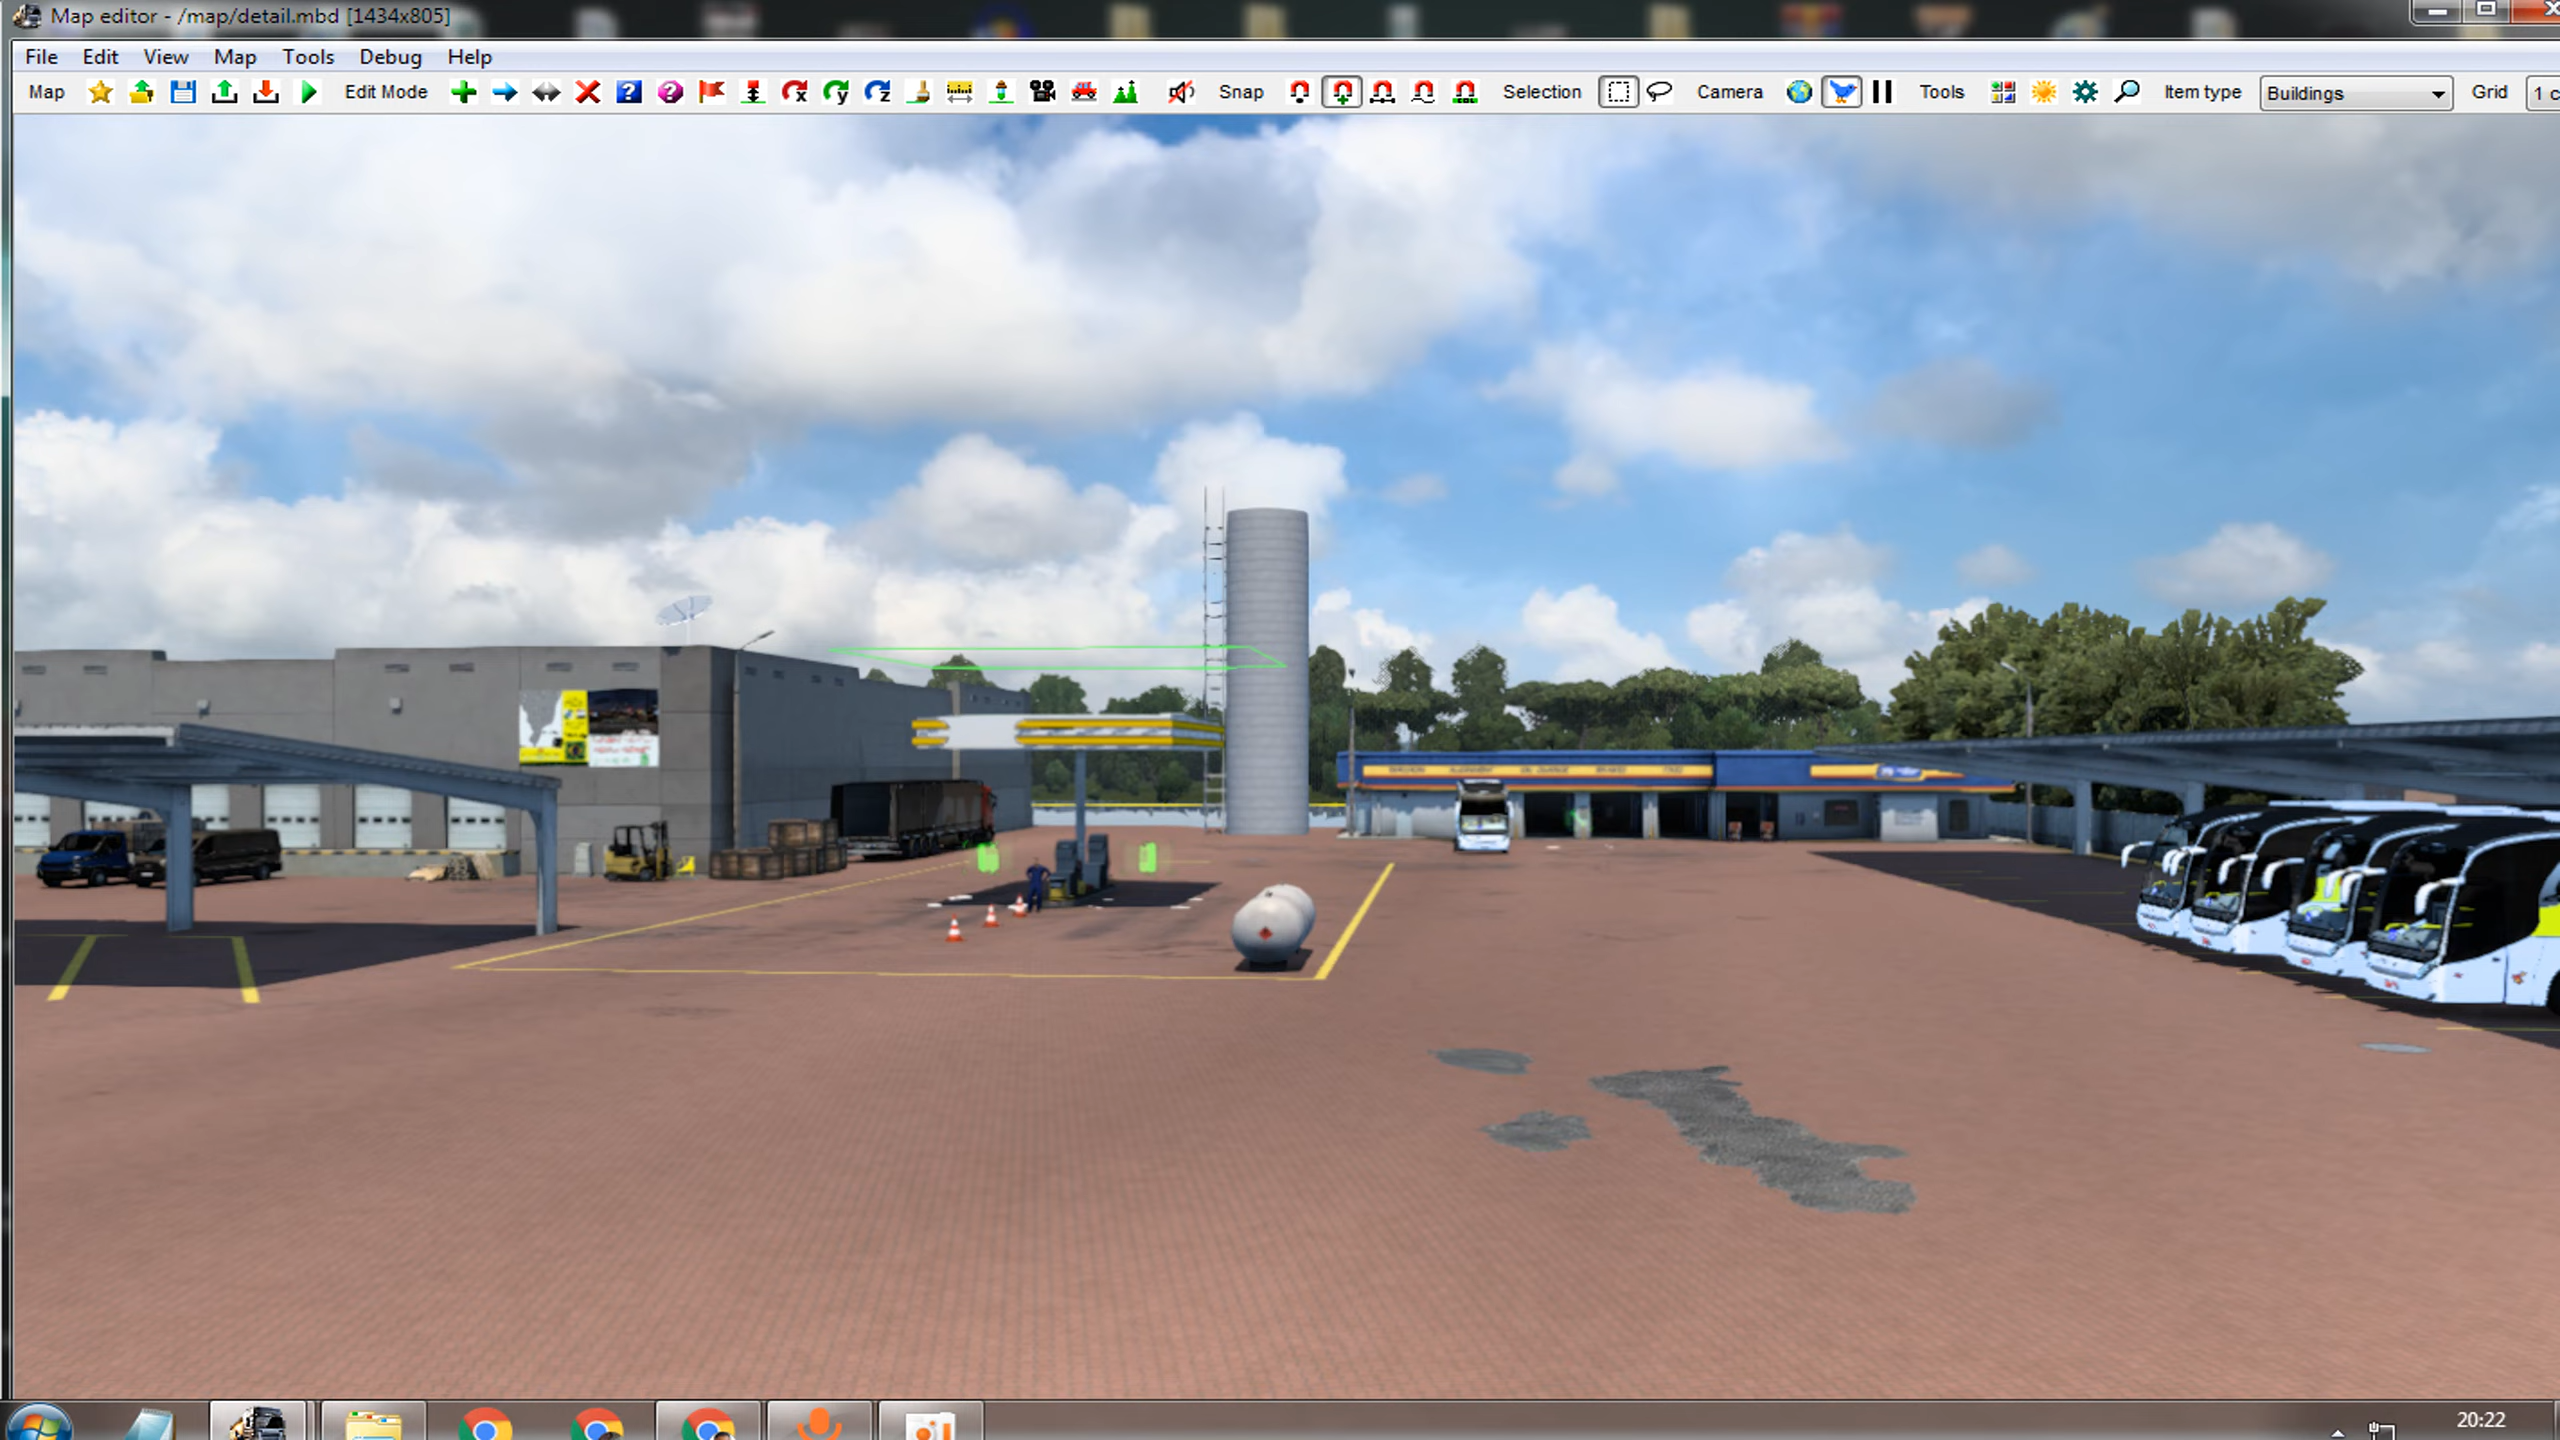 Map editor - /map/detail.mbd [1434x805]
File Edit View Map Tools Debug Help
Map Edit Mode Snap Selection Camera Tools Item type Buildings Grid 1 c
20:22